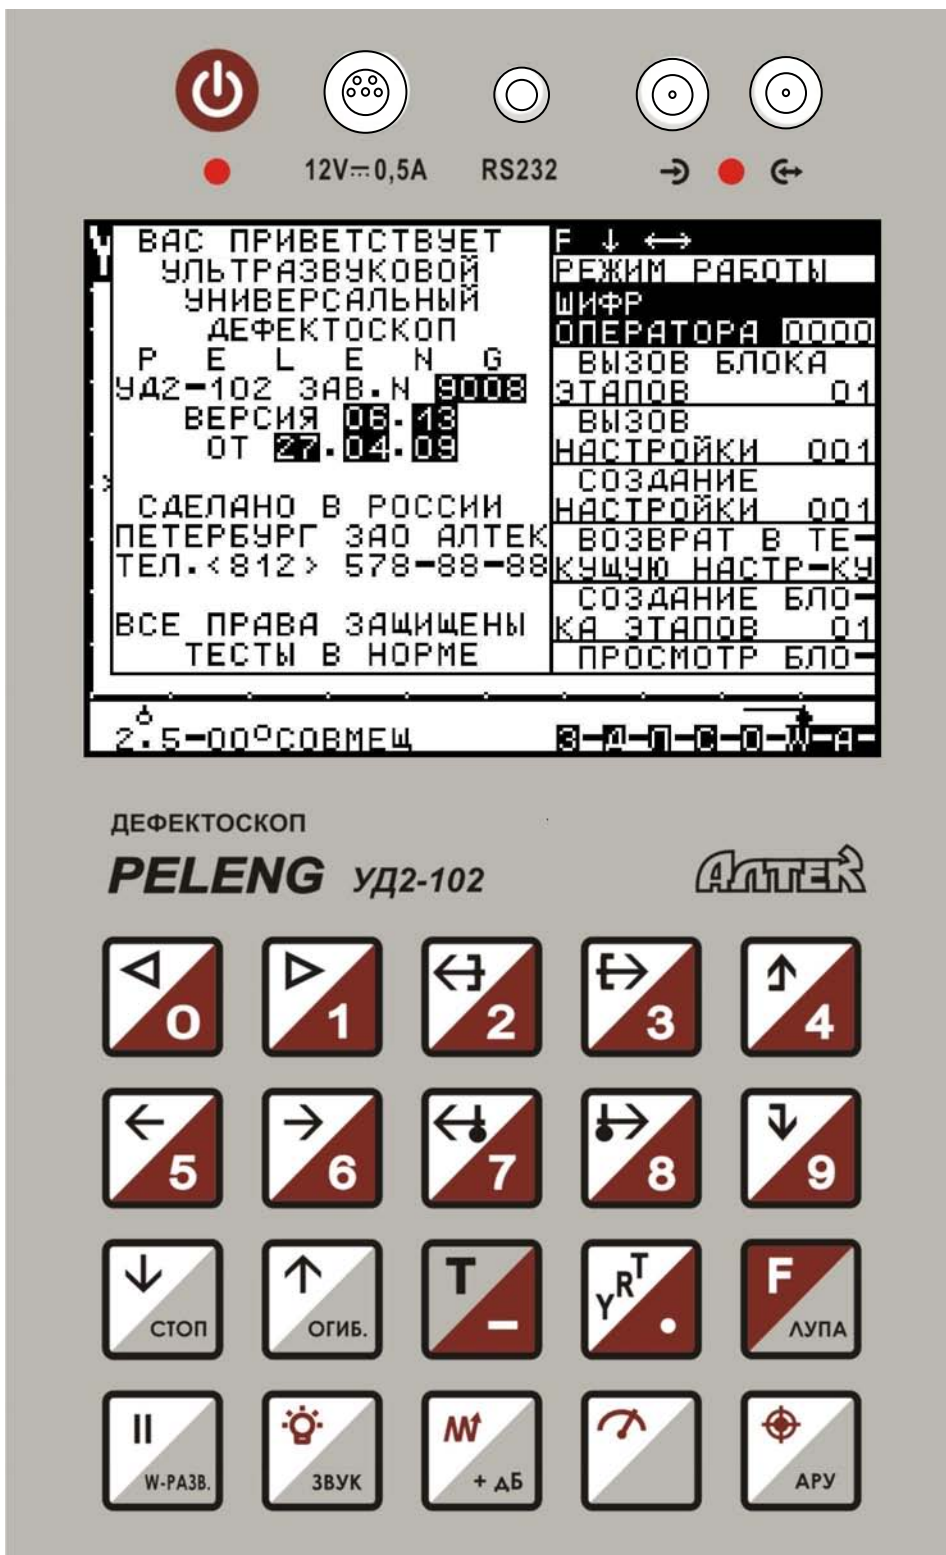 12V⎓0,5A RS232
ВАС ПРИВЕТСТВУЕТ
УЛЬТРАЗВУКОВОЙ
УНИВЕРСАЛЬНЫЙ
ДЕФЕКТОСКОП
P E L E N G
УД2-102 ЗАВ.N 9008
ВЕРСИЯ 06.13
ОТ 27.04.09
СДЕЛАНО В РОССИИ
ПЕТЕРБУРГ ЗАО АЛТЕК
ТЕЛ.<812> 578-88-88
ВСЕ ПРАВА ЗАЩИЩЕНЫ
ТЕСТЫ В НОРМЕ
F ↓ ↔
РЕЖИМ РАБОТЫ
ШИФР
ОПЕРАТОРА 0000
ВЫЗОВ БЛОКА
ЭТАПОВ 01
ВЫЗОВ
НАСТРОЙКИ 001
СОЗДАНИЕ
НАСТРОЙКИ 001
ВОЗВРАТ В ТЕ-
КУЩУЮ НАСТР-КУ
СОЗДАНИЕ БЛО-
КА ЭТАПОВ 01
ПРОСМОТР БЛО-
2.5-00°СОВМЕЩ З-Д-П-С-О-W-A-
ДЕФЕКТОСКОП
PELENG УД2-102 АЛТЕК
0 1 2 3 4
5 6 7 8 9
СТОП ОГИБ. T – YRT . F ЛУПА
II W-РАЗВ. ЗВУК + дБ АРУ